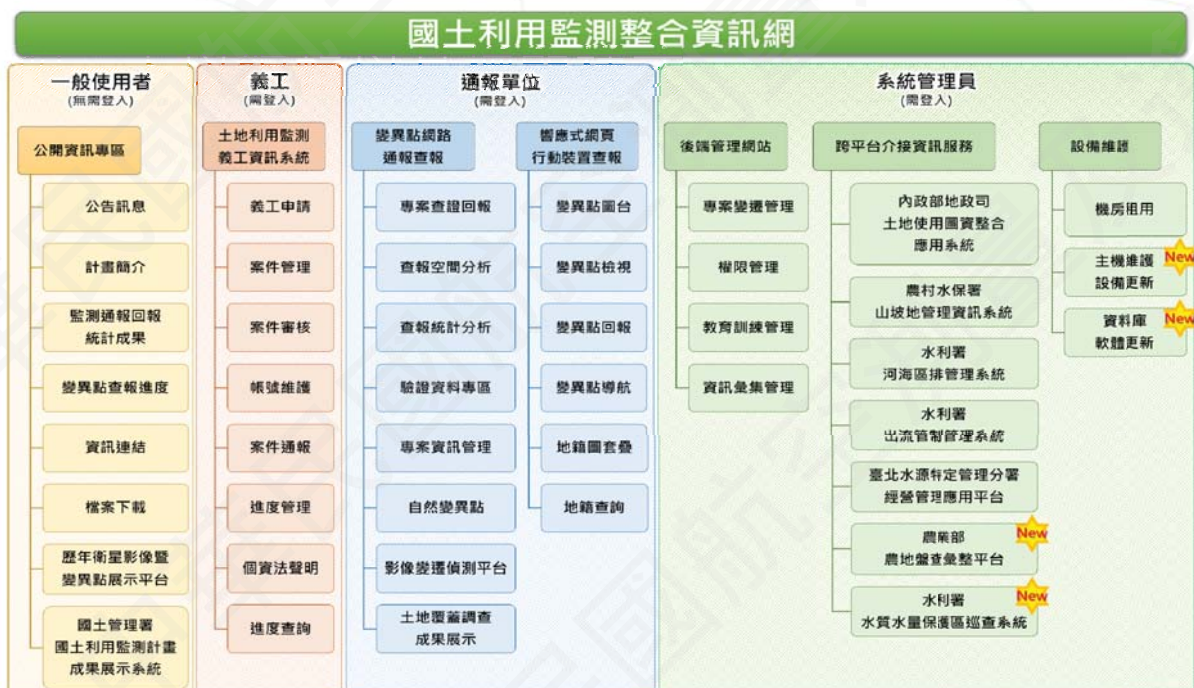 國土利用監測整合資訊網
一般使用者
(無需登入)
公開資訊專區
公告訊息
計畫簡介
監測通報回報
統計成果
變異點查報進度
資訊連結
檔案下載
歷年衛星影像暨
變異點展示平台
國土管理署
國土利用監測計畫
成果展示系統
義工
(需登入)
土地利用監測
義工資訊系統
義工申請
案件管理
案件審核
帳號維護
案件通報
進度管理
個資法聲明
進度查詢
通報單位
(需登入)
變異點網路
通報查報
專案查證回報
查報空間分析
查報統計分析
驗證資料專區
專案資訊管理
自然變異點
影像變遷偵測平台
土地覆蓋調查
成果展示
響應式網頁
行動裝置查報
變異點圖台
變異點檢視
變異點回報
變異點導航
地籍圖套疊
地籍查詢
系統管理員
(需登入)
後端管理網站
專案變遷管理
權限管理
教育訓練管理
資訊彙集管理
跨平台介接資訊服務
內政部地政司
土地使用圖資整合
應用系統
農村水保署
山坡地管理資訊系統
水利署
河海區排管理系統
水利署
出流管制管理系統
臺北水源特定管理分署
經營管理應用平台
農業部
農地盤查彙整平台
New
水利署
水質水量保護區巡查系統
New
設備維護
機房租用
主機維護
設備更新
New
資料庫
軟體更新
New